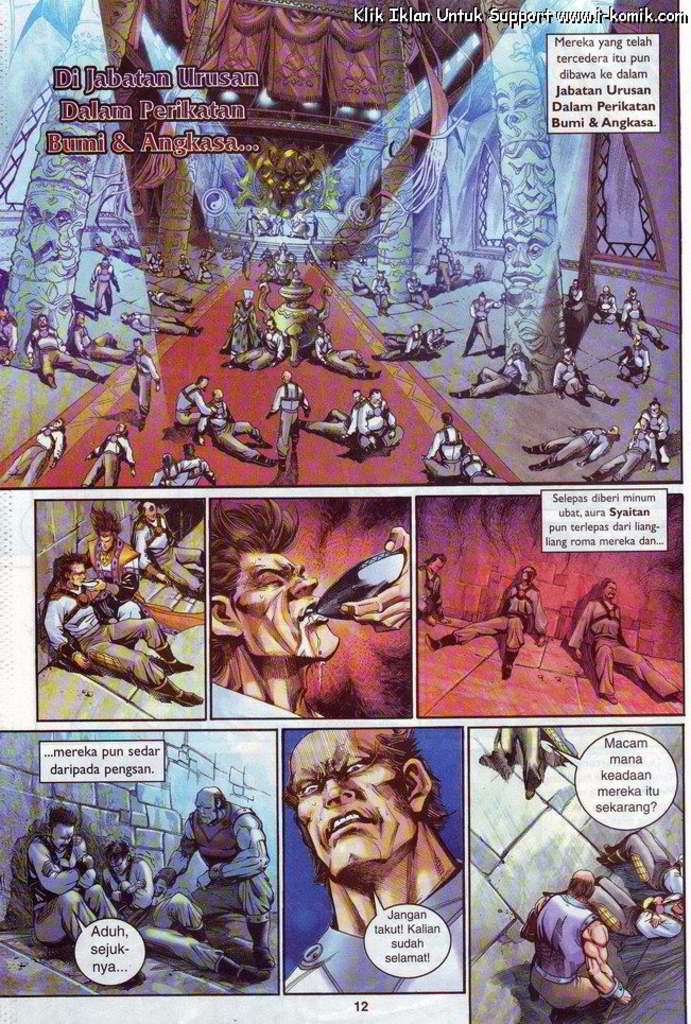 Klik Iklan Untuk Support www.ir-komik.com
Di Jabatan Urusan
Dalam Perikatan
Bumi & Angkasa...
Mereka yang telah
tercedera itu pun
dibawa ke dalam
Jabatan Urusan
Dalam Perikatan
Bumi & Angkasa.
Selepas diberi minum
ubat, aura Syaitan
pun terlepas dari liang-
liang roma mereka dan...
...mereka pun sedar
daripada pengsan.
Aduh,
sejuk-
nya...
Jangan
takut! Kalian
sudah
selamat!
Macam
mana
keadaan
mereka itu
sekarang?
12